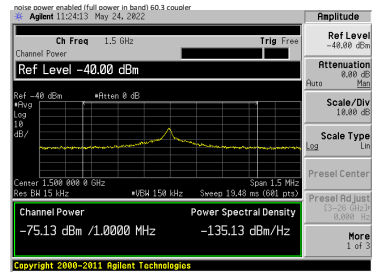 noise power enabled (full power in band) 60.3 coupler
Agilent 11:24:13 May 24, 2022
Amplitude
Ch Freq 1.5 GHz Trig Free
Channel Power
Ref Level
-40.00 dBm
Ref Level -40.00 dBm
Attenuation
0.00 dB
Auto Man
Ref -40 dBm #Atten 0 dB
#Avg
Log
10
dB/
Scale/Div
10.00 dB
Scale Type
Log Lin
Presel Center
Center 1.500 000 0 GHz Span 1.5 MHz
Res BW 15 kHz #VBW 150 kHz Sweep 19.48 ms (601 pts)
Presel Adjust
(3-26 GHz)*
0.000 Hz
Channel Power Power Spectral Density
-75.13 dBm /1.0000 MHz -135.13 dBm/Hz
More
1 of 3
Copyright 2000-2011 Agilent Technologies